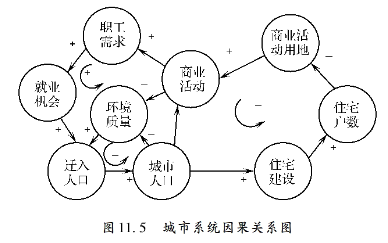 职工
需求
商业活
动用地
+
+
+
−
商业
活动
+
−
就业
机会
环境
质量
−
住宅
户数
+
+
−
−
+
+
迁入
人口
城市
人口
住宅
建设
+
+
图 11.5 城市系统因果关系图